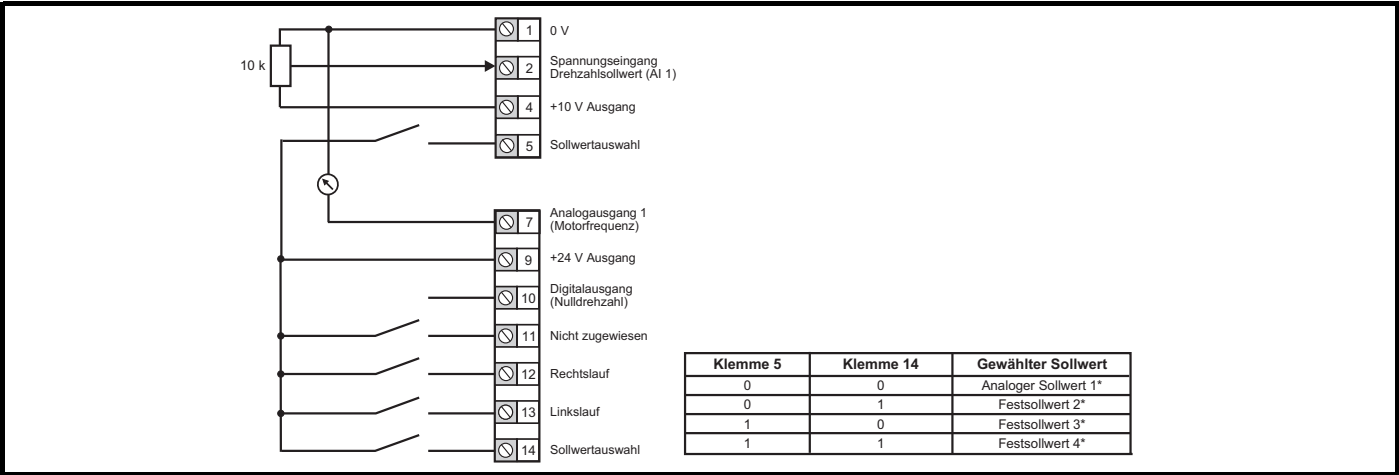 1 0 V
10 k
2 Spannungseingang
Drehzahlsollwert (AI 1)
4 +10 V Ausgang
5 Sollwertauswahl
7 Analogausgang 1
(Motorfrequenz)
9 +24 V Ausgang
10 Digitalausgang
(Nulldrehzahl)
11 Nicht zugewiesen
12 Rechtslauf
13 Linkslauf
14 Sollwertauswahl
Klemme 5 Klemme 14 Gewählter Sollwert
0 0 Analoger Sollwert 1*
0 1 Festsollwert 2*
1 0 Festsollwert 3*
1 1 Festsollwert 4*